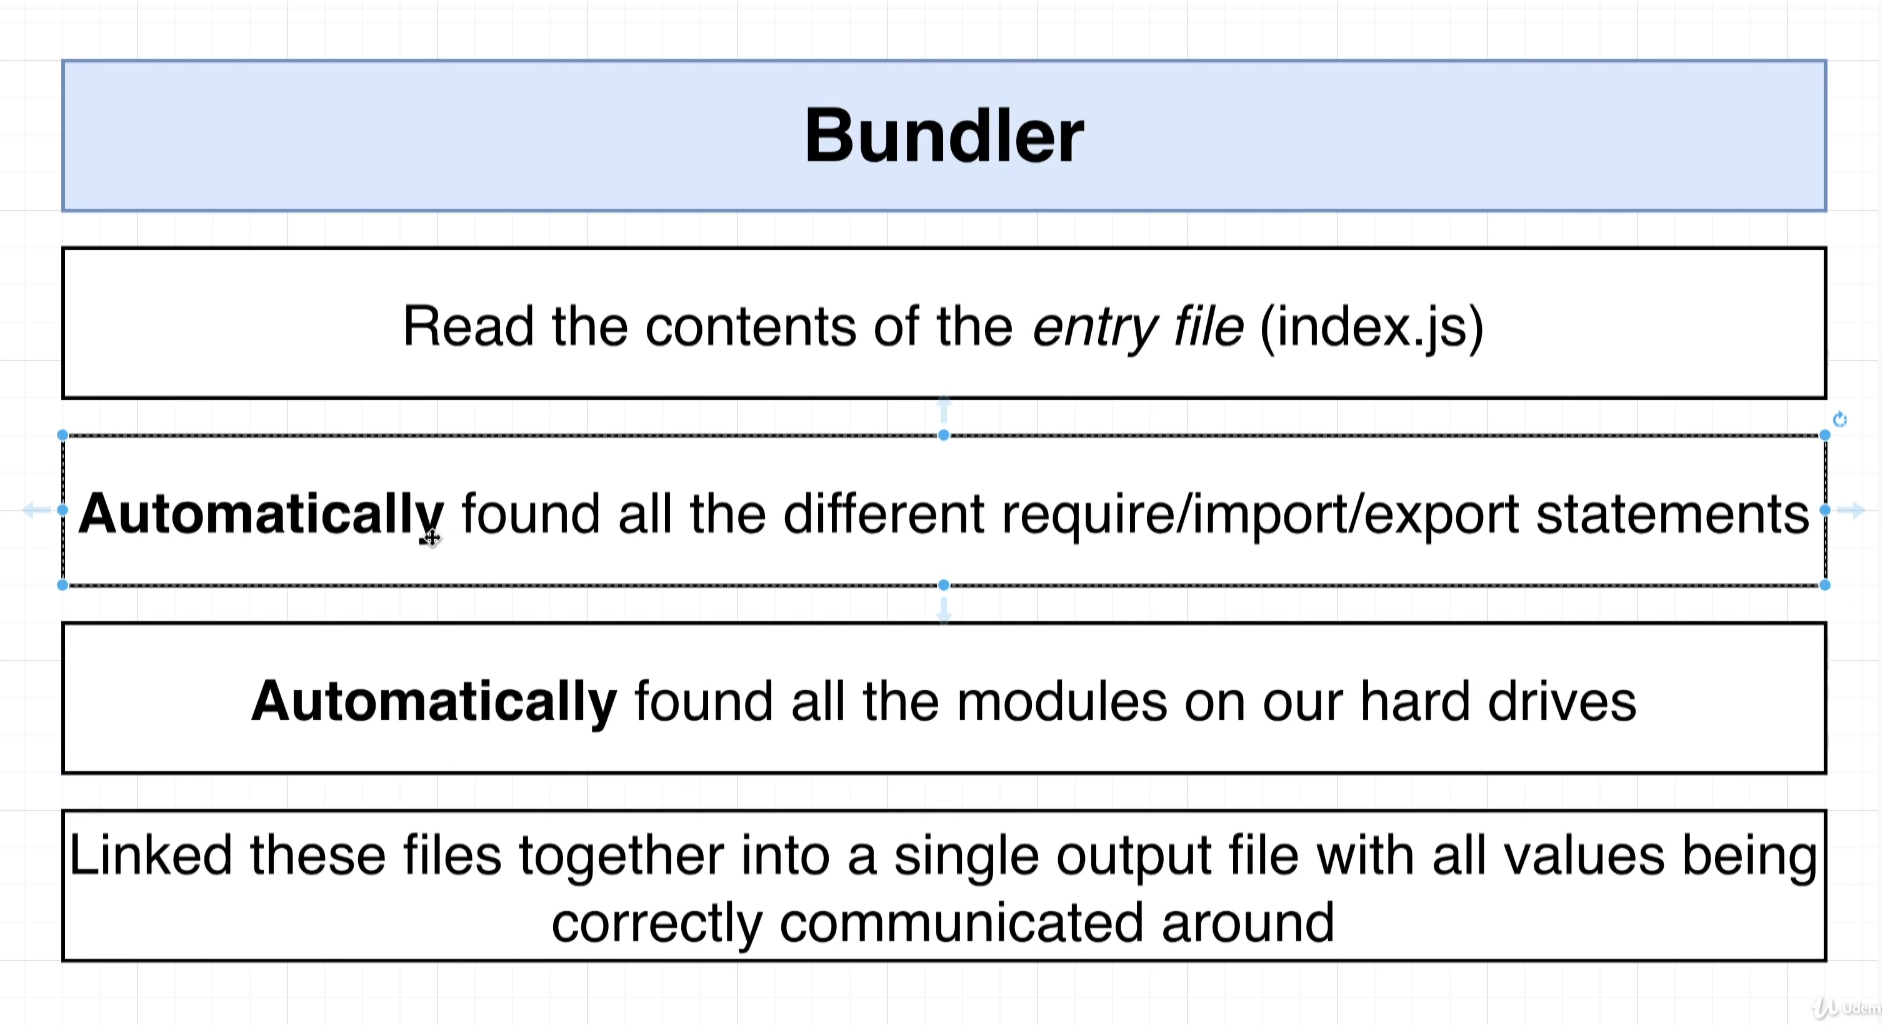 Bundler
Read the contents of the entry file (index.js)
Automatically found all the different require/import/export statements
Automatically found all the modules on our hard drives
Linked these files together into a single output file with all values being
correctly communicated around
Udem